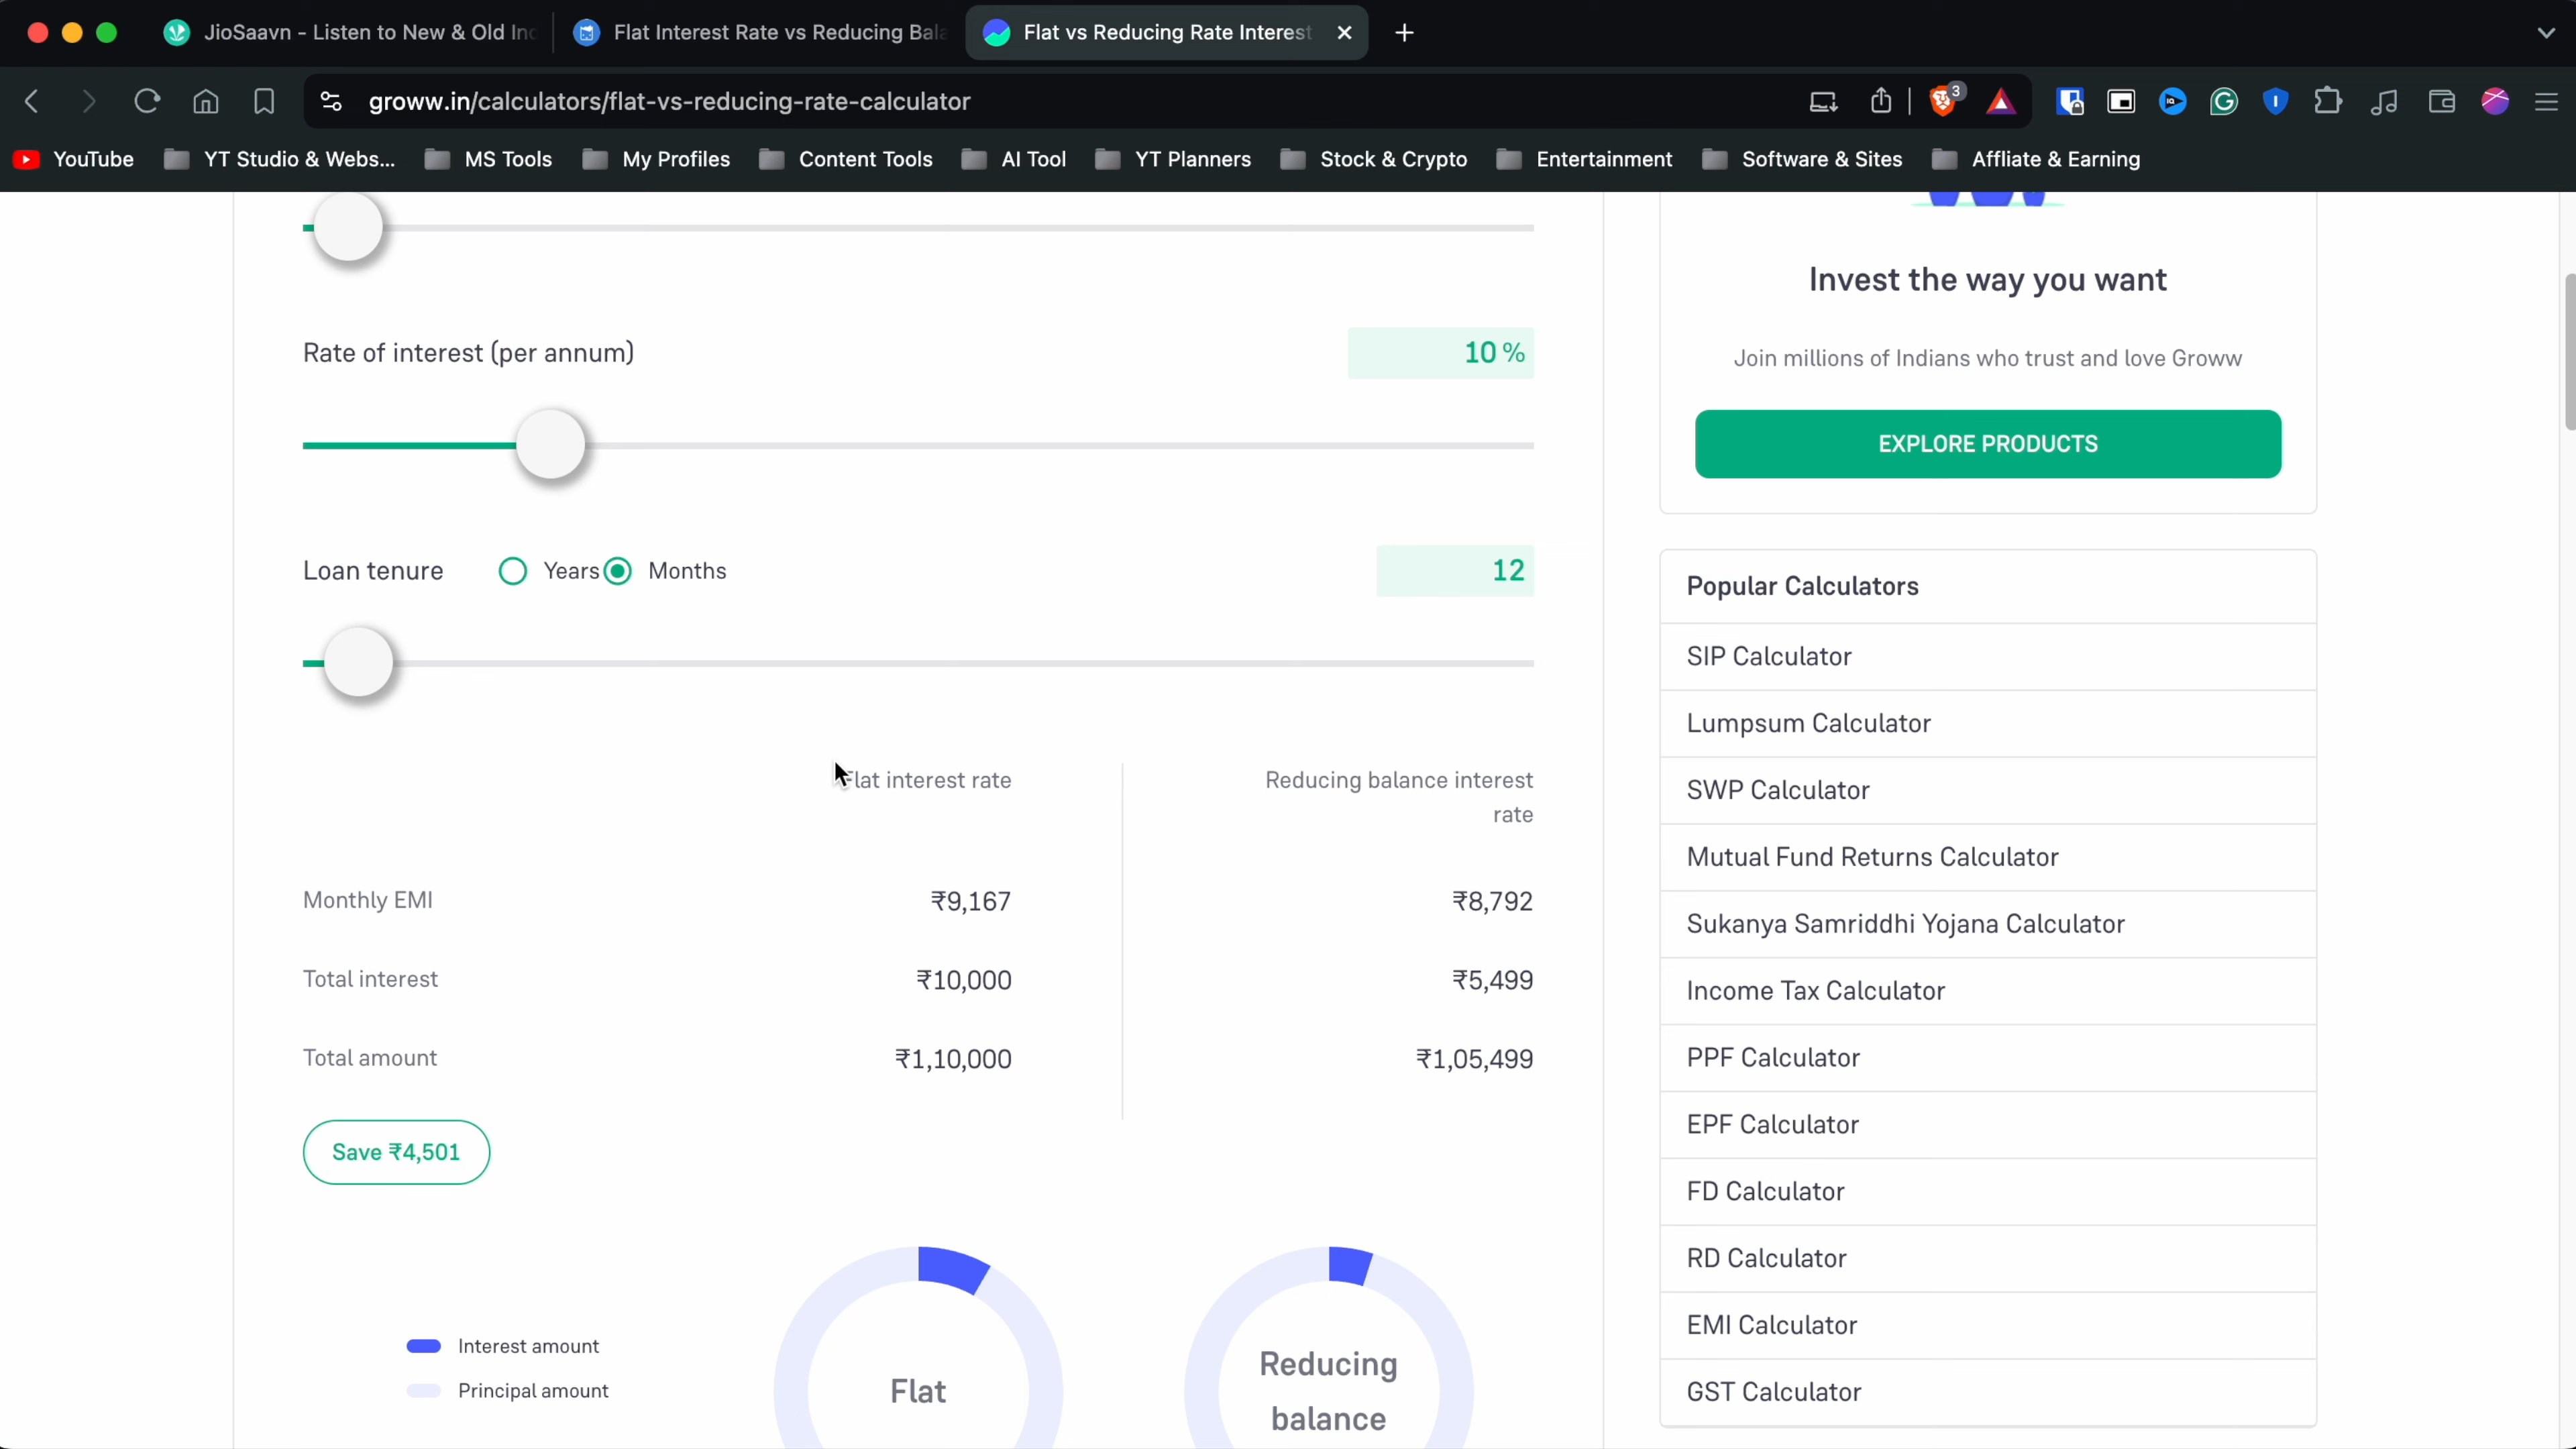 JioSaavn - Listen to New & Old Inc
Flat Interest Rate vs Reducing Bala
Flat vs Reducing Rate Interest
groww.in/calculators/flat-vs-reducing-rate-calculator
3
YouTube
YT Studio & Webs...
MS Tools
My Profiles
Content Tools
AI Tool
YT Planners
Stock & Crypto
Entertainment
Software & Sites
Affliate & Earning
Rate of interest (per annum)
10 %
Loan tenure
Years
Months
12
Flat interest rate
Reducing balance interest
rate
Monthly EMI
₹9,167
₹8,792
Total interest
₹10,000
₹5,499
Total amount
₹1,10,000
₹1,05,499
Save ₹4,501
Interest amount
Principal amount
Flat
Reducing
balance
Invest the way you want
Join millions of Indians who trust and love Groww
EXPLORE PRODUCTS
Popular Calculators
SIP Calculator
Lumpsum Calculator
SWP Calculator
Mutual Fund Returns Calculator
Sukanya Samriddhi Yojana Calculator
Income Tax Calculator
PPF Calculator
EPF Calculator
FD Calculator
RD Calculator
EMI Calculator
GST Calculator